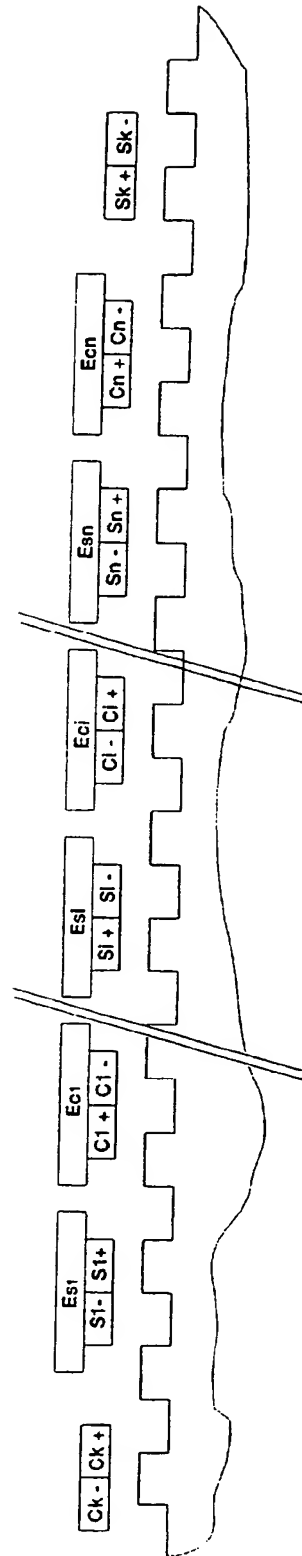 Ck - Ck +
Es1
S1- S1+
Ec1
C1 + C1 -
Esi
Si + Si -
Eci
Ci - Ci +
Esn
Sn - Sn +
Ecn
Cn + Cn -
Sk + Sk -